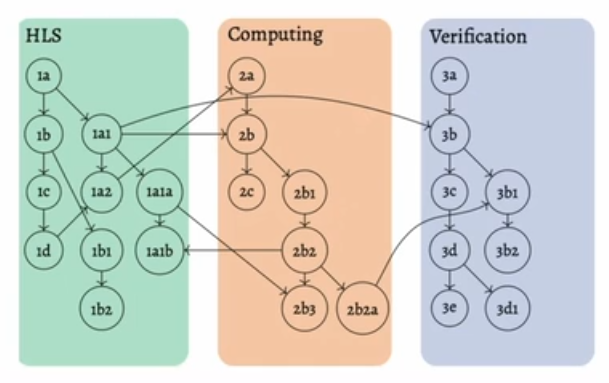 HLS
Computing
Verification
1a
2a
3a
1b
1a1
2b
3b
1c
1a2
1a1a
2c
2b1
3c
3b1
1d
1b1
1a1b
2b2
3d
3b2
1b2
2b3
2b2a
3e
3d1